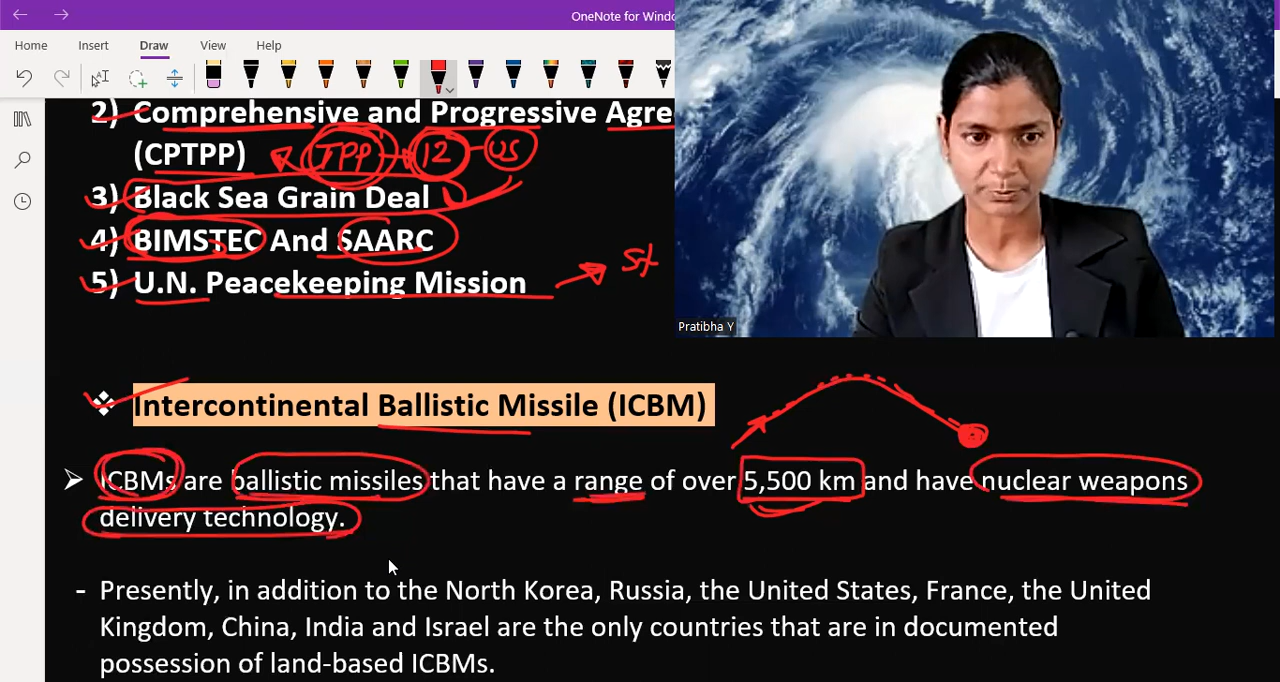 OneNote for Windo
Home Insert Draw View Help
2) Comprehensive and Progressive Agre
(CPTPP) TPP 12 US
3) Black Sea Grain Deal
4) BIMSTEC And SAARC
5) U.N. Peacekeeping Mission
Pratibha Y
❖ Intercontinental Ballistic Missile (ICBM)
➢ ICBMs are ballistic missiles that have a range of over 5,500 km and have nuclear weapons
delivery technology.
- Presently, in addition to the North Korea, Russia, the United States, France, the United
Kingdom, China, India and Israel are the only countries that are in documented
possession of land-based ICBMs.